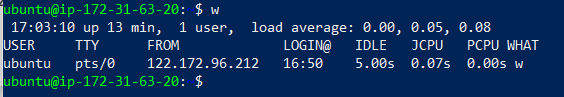 ubuntu@ip-172-31-63-20:~$ w
 17:03:10 up 13 min,  1 user,  load average: 0.00, 0.05, 0.08
USER     TTY      FROM             LOGIN@   IDLE   JCPU   PCPU WHAT
ubuntu   pts/0    122.172.96.212   16:50    5.00s  0.07s  0.00s w
ubuntu@ip-172-31-63-20:~$